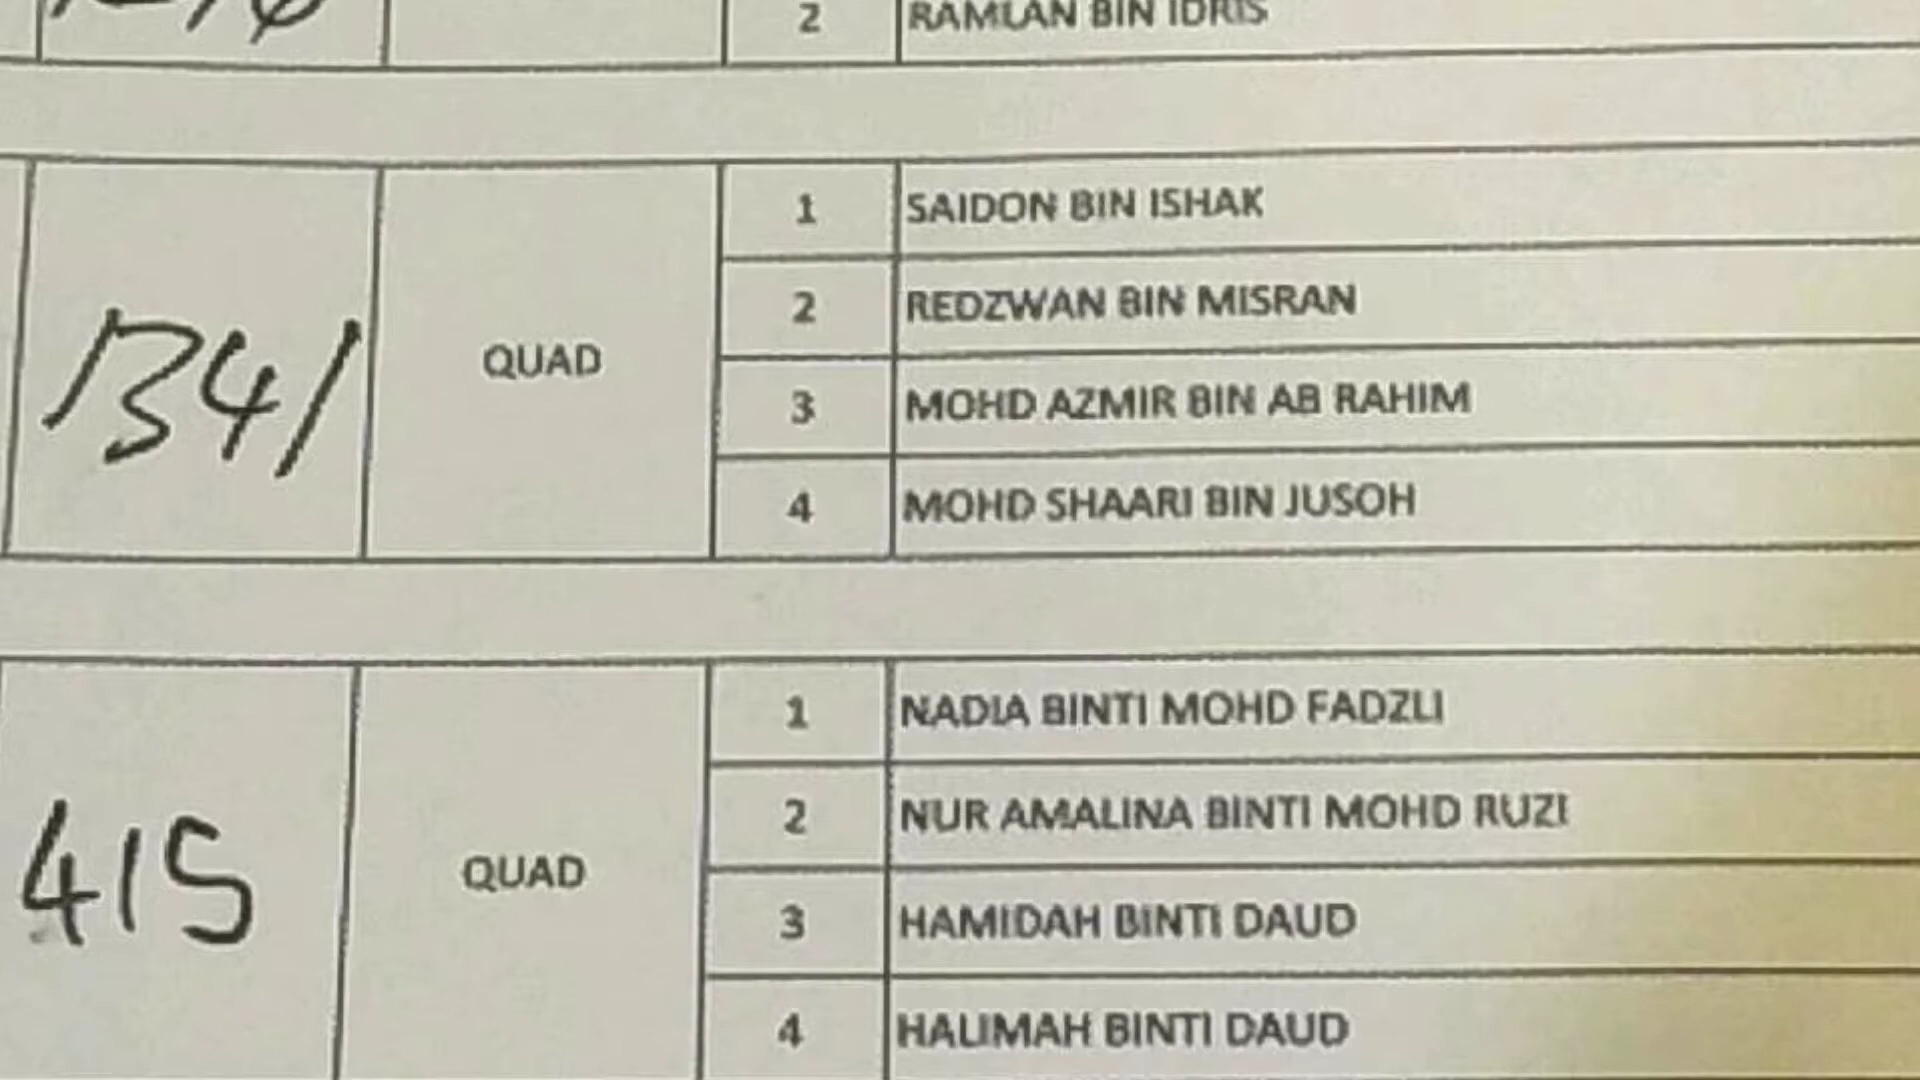 2 RAMLAN BIN IDRIS
1 SAIDON BIN ISHAK
2 REDZWAN BIN MISRAN
1341 QUAD
3 MOHD AZMIR BIN AB RAHIM
4 MOHD SHAARI BIN JUSOH
1 NADIA BINTI MOHD FADZLI
2 NUR AMALINA BINTI MOHD RUZI
415 QUAD
3 HAMIDAH BINTI DAUD
4 HALIMAH BINTI DAUD